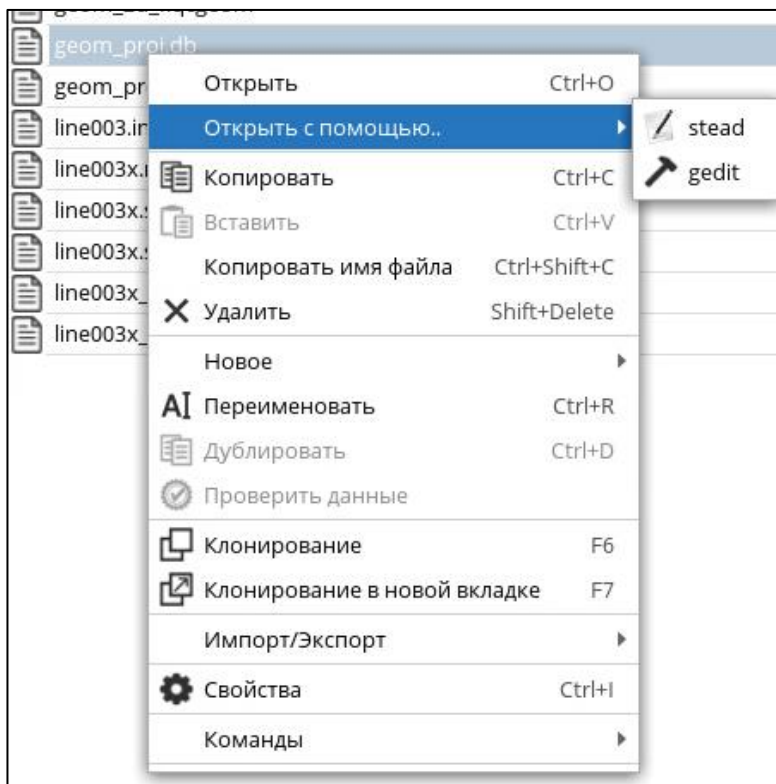 geom_proj.db
geom_pr
Открыть Ctrl+O
line003.in
Открыть с помощью.. stead
line003x.
Копировать Ctrl+C gedit
line003x.
Вставить Ctrl+V
line003x.
Копировать имя файла Ctrl+Shift+C
line003x_
Удалить Shift+Delete
line003x_
Новое
Переименовать Ctrl+R
Дублировать Ctrl+D
Проверить данные
Клонирование F6
Клонирование в новой вкладке F7
Импорт/Экспорт
Свойства Ctrl+I
Команды